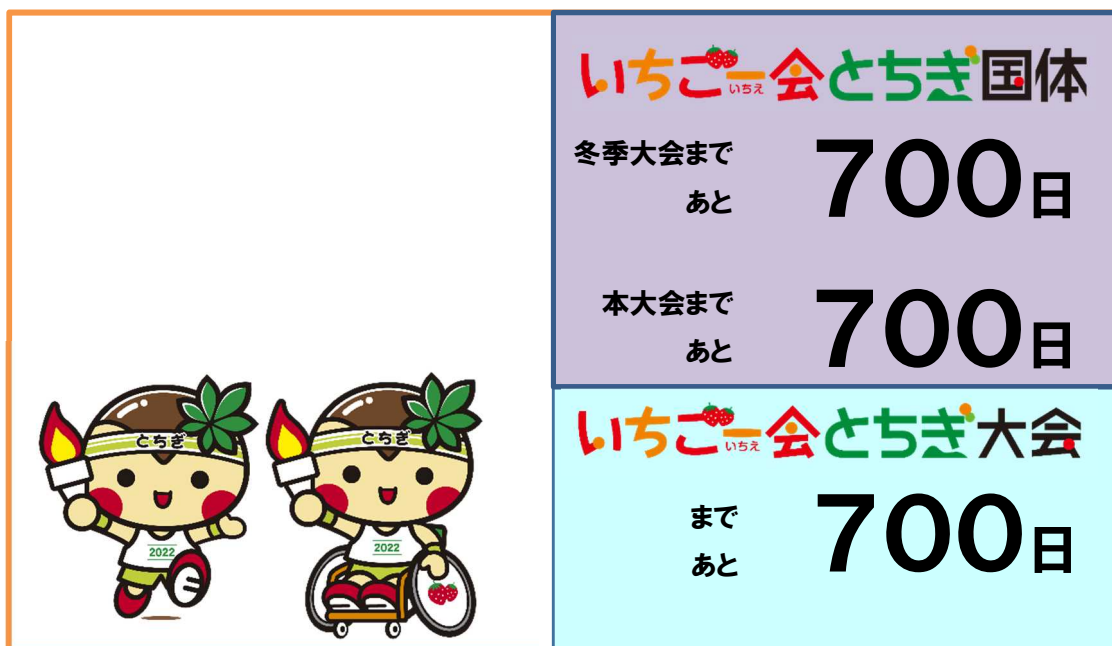 いちご一会とちぎ国体
いちえ
冬季大会まで
あと 700日
本大会まで
あと 700日
いちご一会とちぎ大会
いちえ
まで
あと 700日
とちぎ
2022
とちぎ
2022